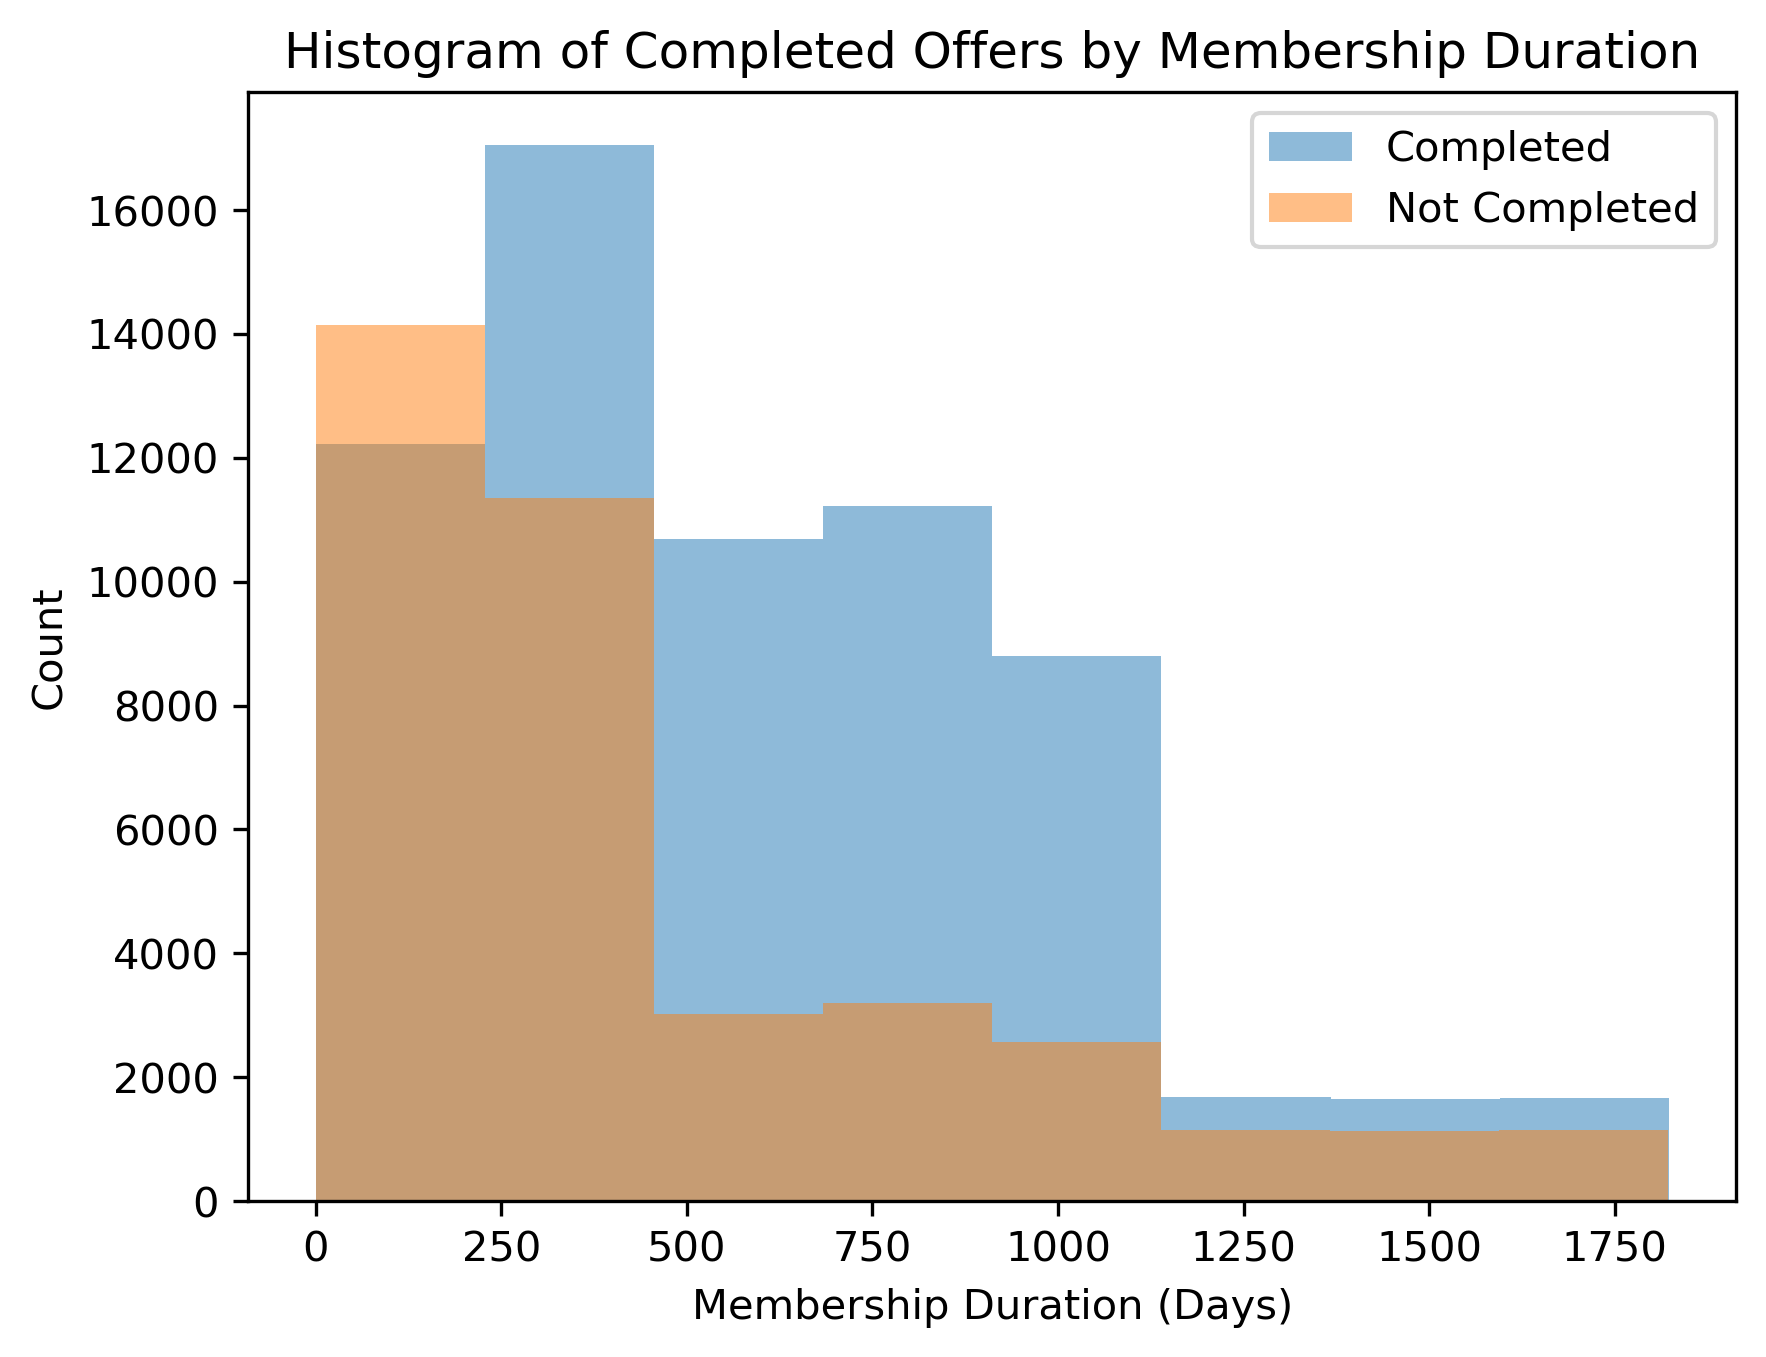 Histogram of Completed Offers by Membership Duration
Completed
Not Completed
16000
14000
12000
10000
8000
6000
4000
2000
0
Count
0 250 500 750 1000 1250 1500 1750
Membership Duration (Days)